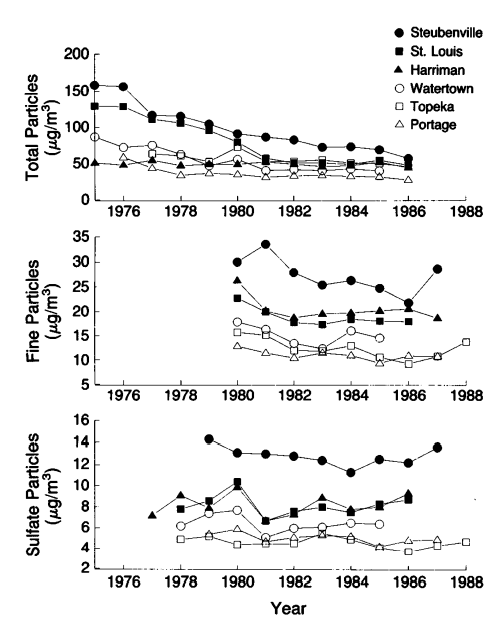 Steubenville
St. Louis
Harriman
Watertown
Topeka
Portage
Total Particles
(μg/m³)
200
150
100
50
0
1976 1978 1980 1982 1984 1986 1988
Fine Particles
(μg/m³)
35
30
25
20
15
10
5
1976 1978 1980 1982 1984 1986 1988
Sulfate Particles
(μg/m³)
16
14
12
10
8
6
4
2
1976 1978 1980 1982 1984 1986 1988
Year